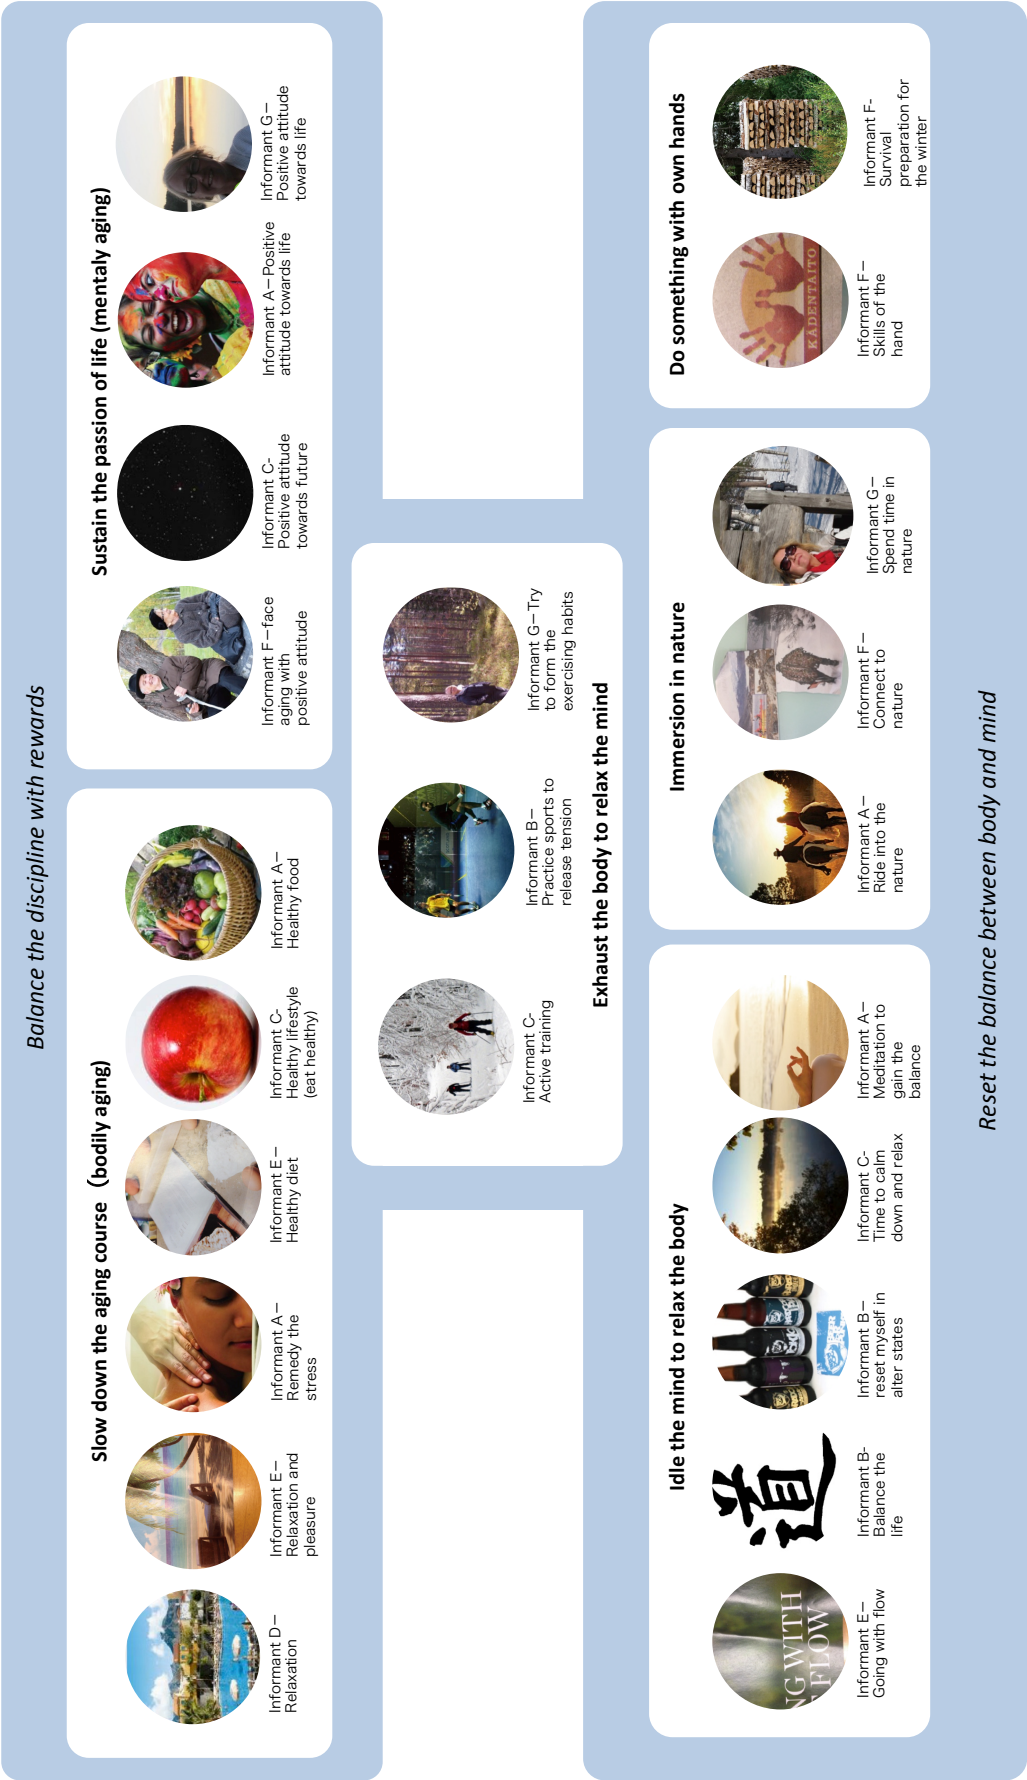 Balance the discipline with rewards
Slow down the aging course (bodily aging)
Informant D–
Relaxation
Informant E–
Relaxation and
pleasure
Informant A–
Remedy the
stress
Informant E–
Healthy diet
Informant C-
Healthy lifestyle
(eat healthy)
Informant A–
Healthy food
Sustain the passion of life (mentaly aging)
Informant F–face
aging with
positive attitude
Informant C-
Positive attitude
towards future
Informant A–Positive
attitude towards life
Informant G–
Positive attitude
towards life
Informant C-
Active training
Informant B–
Practice sports to
release tension
Informant G–Try
to form the
exercising habits
Exhaust the body to relax the mind
Idle the mind to relax the body
NG WITH
FLOW
Informant E–
Going with flow
道
Informant B-
Balance the
life
Informant B–
reset myself in
alter states
Informant C-
Time to calm
down and relax
Informant A–
Meditation to
gain the
balance
Immersion in nature
Informant A–
Ride into the
nature
Informant F–
Connect to
nature
Informant G–
Spend time in
nature
Do something with own hands
KÄDENTAITO
Informant F–
Skills of the
hand
Informant F-
Survival
preparation for
the winter
Reset the balance between body and mind